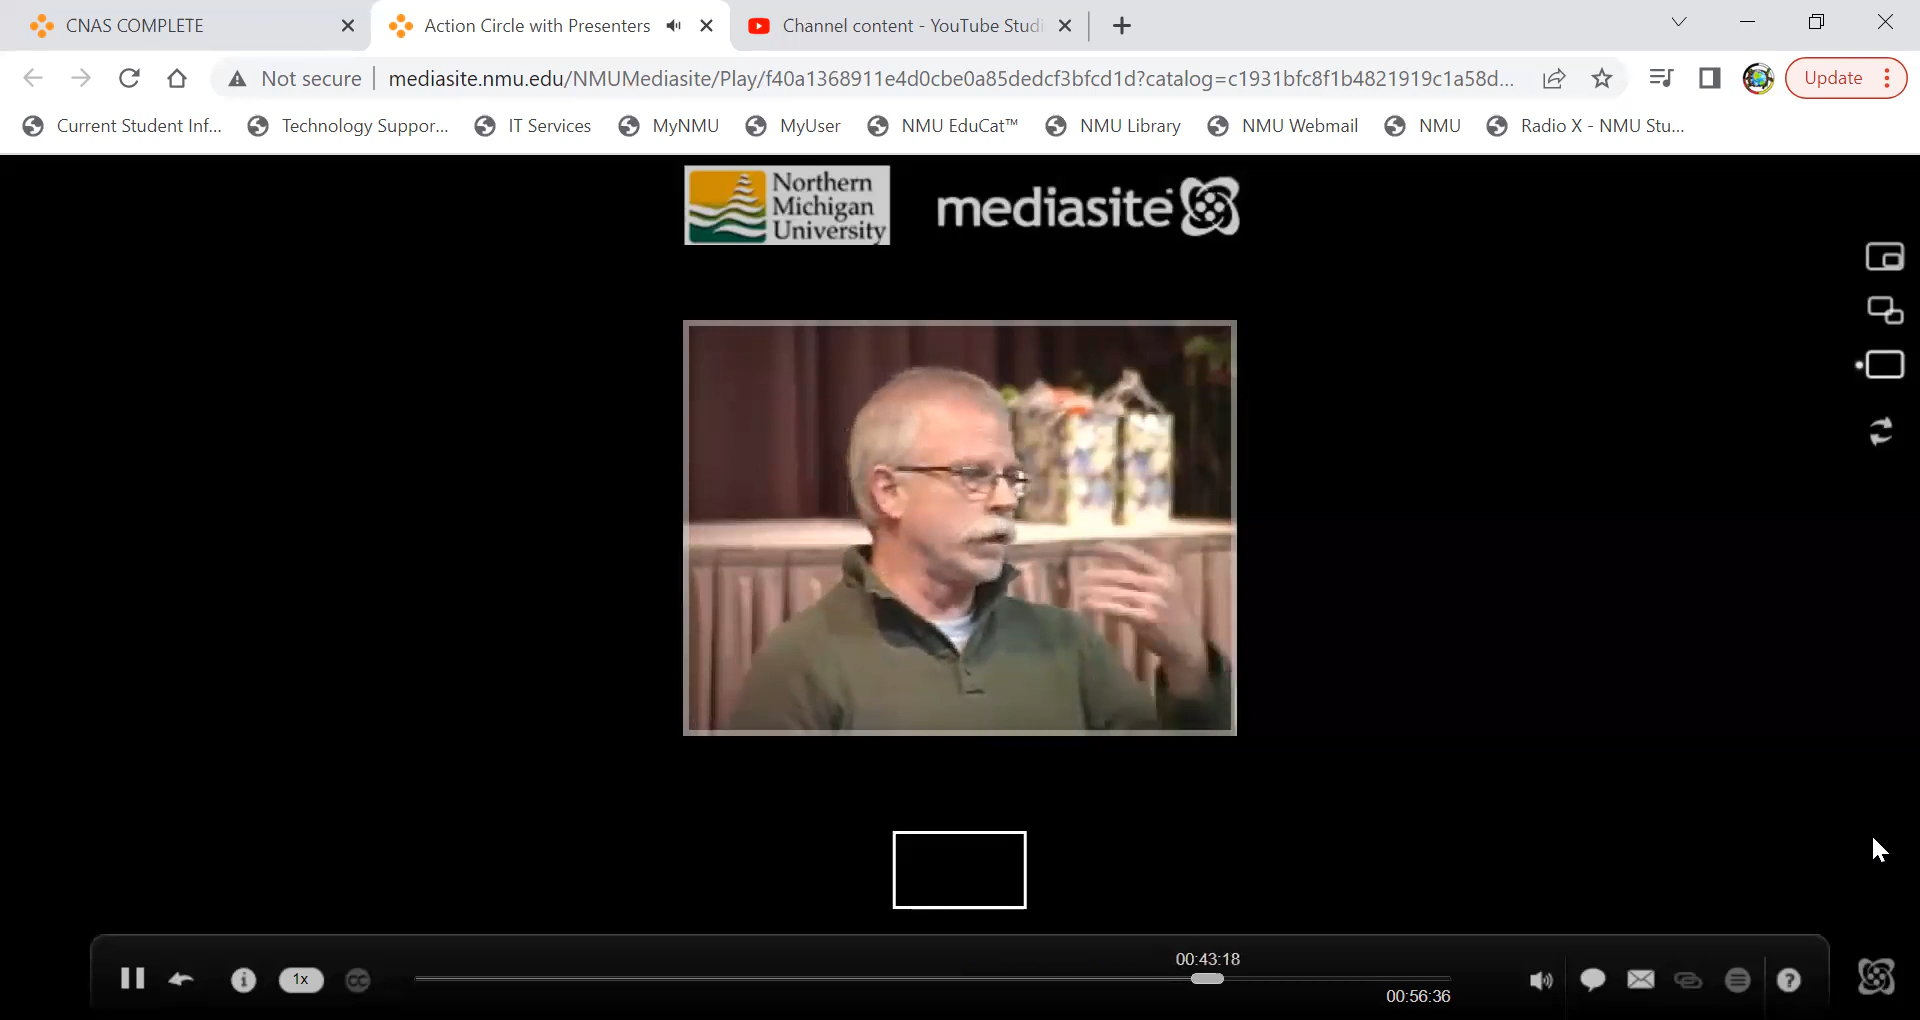 CNAS COMPLETE
Action Circle with Presenters
Channel content - YouTube Studi
Not secure
mediasite.nmu.edu/NMUMediasite/Play/f40a1368911e4d0cbe0a85dedcf3bfcd1d?catalog=c1931bfc8f1b4821919c1a58d...
Update
Current Student Inf...
Technology Suppor...
IT Services
MyNMU
MyUser
NMU EduCat™
NMU Library
NMU Webmail
NMU
Radio X - NMU Stu...
Northern
Michigan
University
mediasite
00:43:18
1x
CC
00:56:36